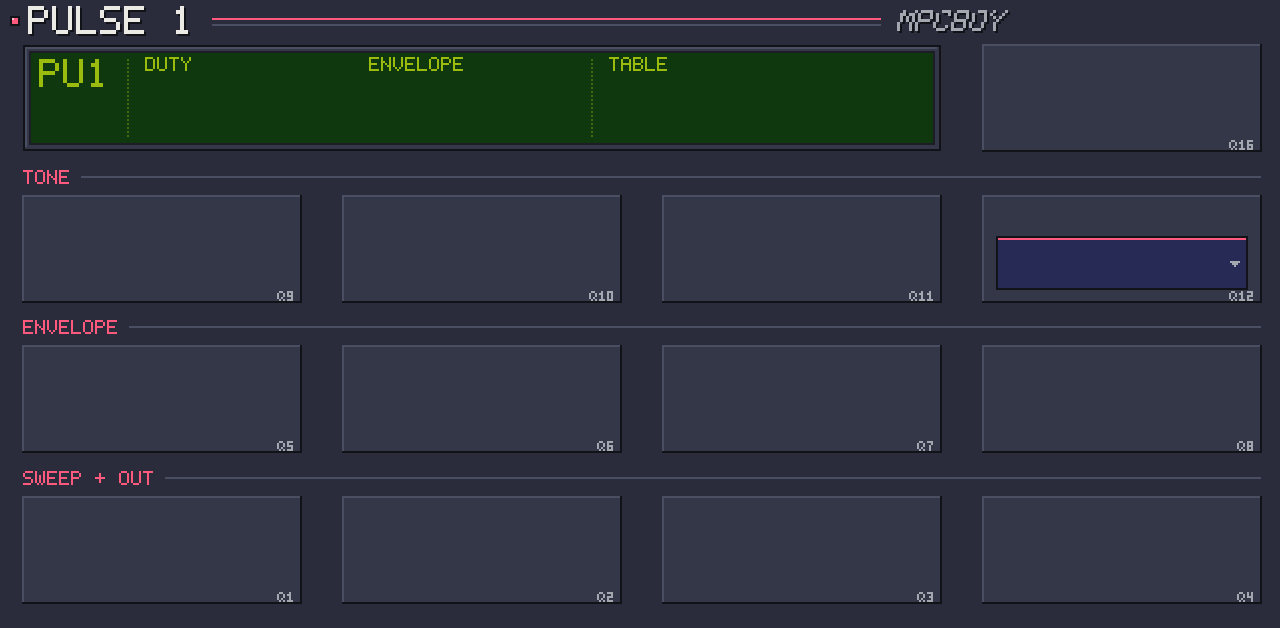 PULSE 1
MPCBOY
PU1 DUTY ENVELOPE TABLE
Q16
TONE
Q9 Q10 Q11 Q12
ENVELOPE
Q5 Q6 Q7 Q8
SWEEP + OUT
Q1 Q2 Q3 Q4